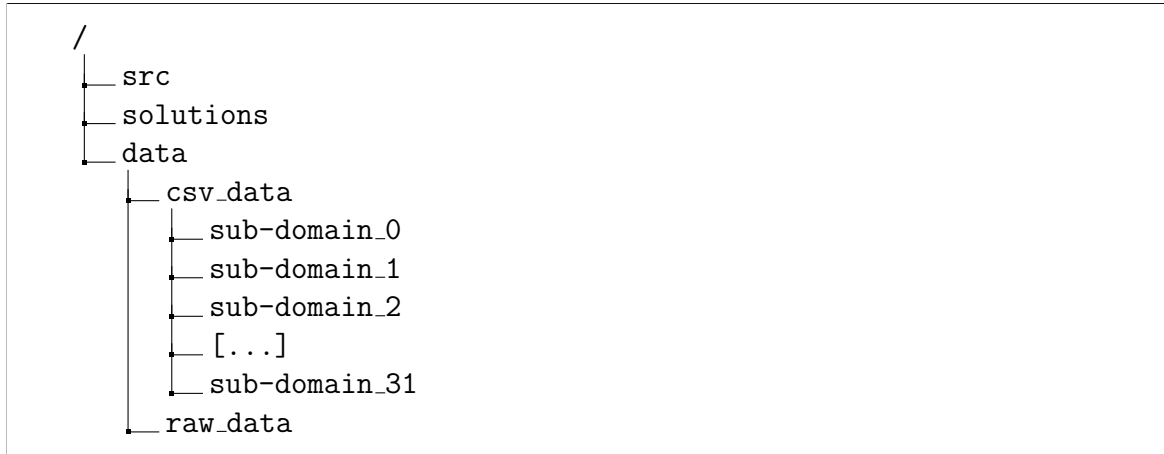 /
src
solutions
data
csv_data
sub-domain_0
sub-domain_1
sub-domain_2
[...]
sub-domain_31
raw_data